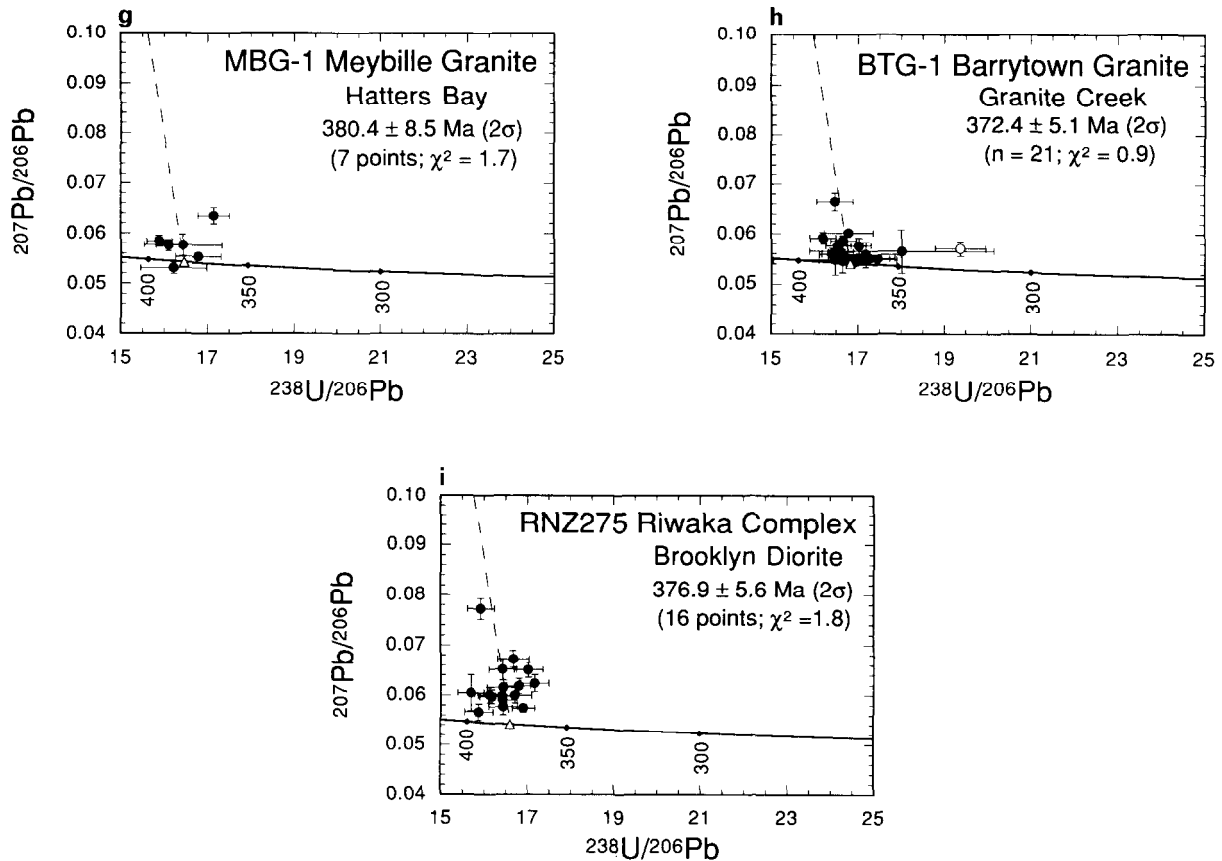 g
MBG-1 Meybille Granite
Hatters Bay
380.4 ± 8.5 Ma (2σ)
(7 points; χ² = 1.7)
0.10
0.09
0.08
0.07
0.06
0.05
0.04
²⁰⁷Pb/²⁰⁶Pb
400
350
300
15 17 19 21 23 25
²³⁸U/²⁰⁶Pb
h
BTG-1 Barrytown Granite
Granite Creek
372.4 ± 5.1 Ma (2σ)
(n = 21; χ² = 0.9)
0.10
0.09
0.08
0.07
0.06
0.05
0.04
²⁰⁷Pb/²⁰⁶Pb
400
350
300
15 17 19 21 23 25
²³⁸U/²⁰⁶Pb
i
RNZ275 Riwaka Complex
Brooklyn Diorite
376.9 ± 5.6 Ma (2σ)
(16 points; χ² =1.8)
0.10
0.09
0.08
0.07
0.06
0.05
0.04
²⁰⁷Pb/²⁰⁶Pb
400
350
300
15 17 19 21 23 25
²³⁸U/²⁰⁶Pb